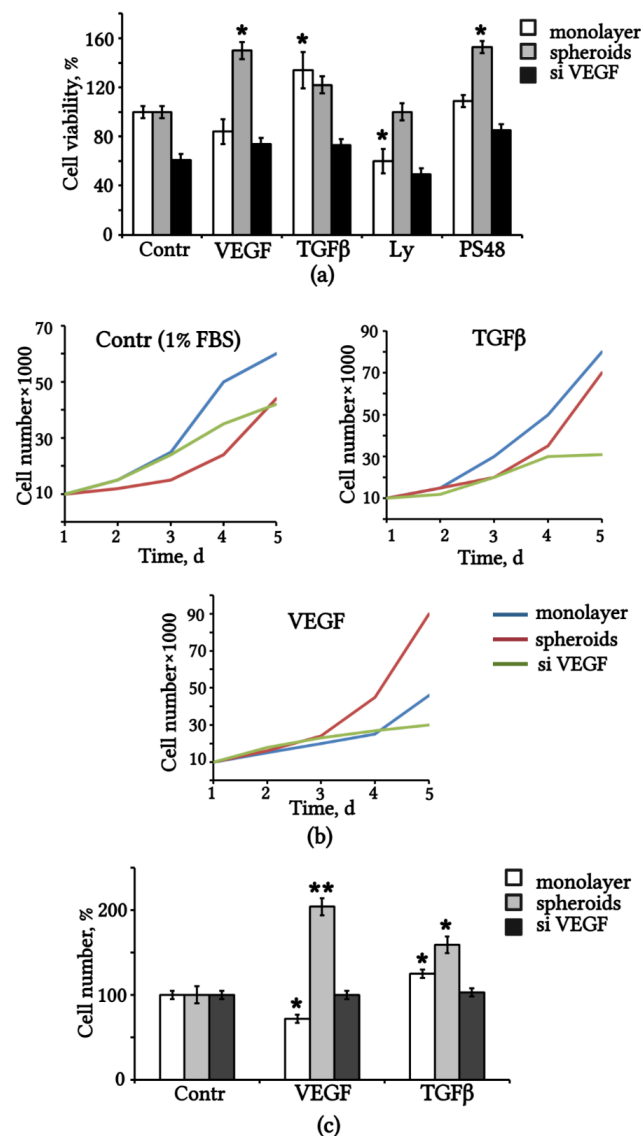 Cell viability, %
160
120
80
40
0
* * * *
monolayer
spheroids
si VEGF
Contr VEGF TGFβ Ly PS48
(a)
Contr (1% FBS)
Cell number×1000
70
50
30
10
1 2 3 4 5
Time, d
TGFβ
Cell number×1000
90
70
50
30
10
1 2 3 4 5
Time, d
VEGF
Cell number×1000
90
70
50
30
10
1 2 3 4 5
Time, d
monolayer
spheroids
si VEGF
(b)
Cell number, %
200
100
0
* ** * *
monolayer
spheroids
si VEGF
Contr VEGF TGFβ
(c)